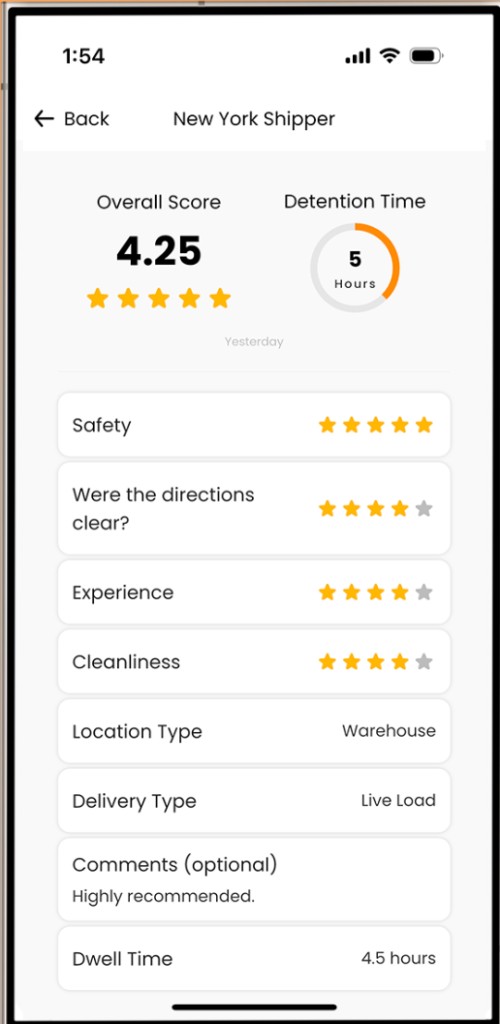 1:54
Back
New York Shipper
Overall Score
Detention Time
4.25
5
Hours
Yesterday
Safety
Were the directions
clear?
Experience
Cleanliness
Location Type
Warehouse
Delivery Type
Live Load
Comments (optional)
Highly recommended.
Dwell Time
4.5 hours